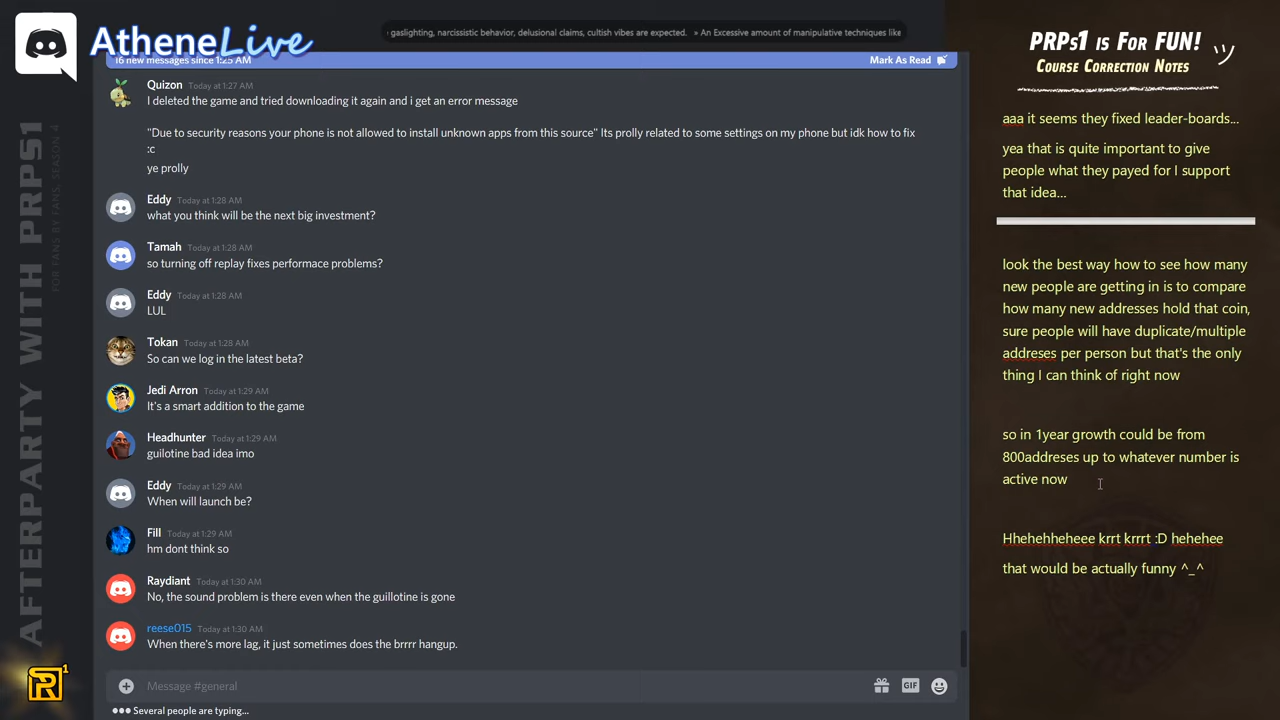 AtheneLive
gaslighting, narcissistic behavior, delusional claims, cultish vibes are expected. » An Excessive amount of manipulative techniques like
16 new messages since 1:25 AM
Mark As Read
Quizon Today at 1:27 AM
I deleted the game and tried downloading it again and i get an error message
"Due to security reasons your phone is not allowed to install unknown apps from this source" Its prolly related to some settings on my phone but idk how to fix
:c
ye prolly
Eddy Today at 1:28 AM
what you think will be the next big investment?
Tamah Today at 1:28 AM
so turning off replay fixes performace problems?
Eddy Today at 1:28 AM
LUL
Tokan Today at 1:28 AM
So can we log in the latest beta?
Jedi Arron Today at 1:29 AM
It's a smart addition to the game
Headhunter Today at 1:29 AM
guilotine bad idea imo
Eddy Today at 1:29 AM
When will launch be?
Fill Today at 1:29 AM
hm dont think so
Raydiant Today at 1:30 AM
No, the sound problem is there even when the guillotine is gone
reese015 Today at 1:30 AM
When there's more lag, it just sometimes does the brrr hangup.
Message #general
GIF
Several people are typing...
AFTERPARTY WITH PRPS1
FOR FANS BY FANS, SEASON 4
R1
PRPS1 IS FOR FUN!
COURSE CORRECTION NOTES
ツ
aaa it seems they fixed leader-boards...
yea that is quite important to give
people what they payed for I support
that idea...
look the best way how to see how many
new people are getting in is to compare
how many new addresses hold that coin,
sure people will have duplicate/multiple
addreses per person but that's the only
thing I can think of right now
so in 1year growth could be from
800addreses up to whatever number is
active now
Hhehehheheee krrt krrrt :D hehehee
that would be actually funny ^_^